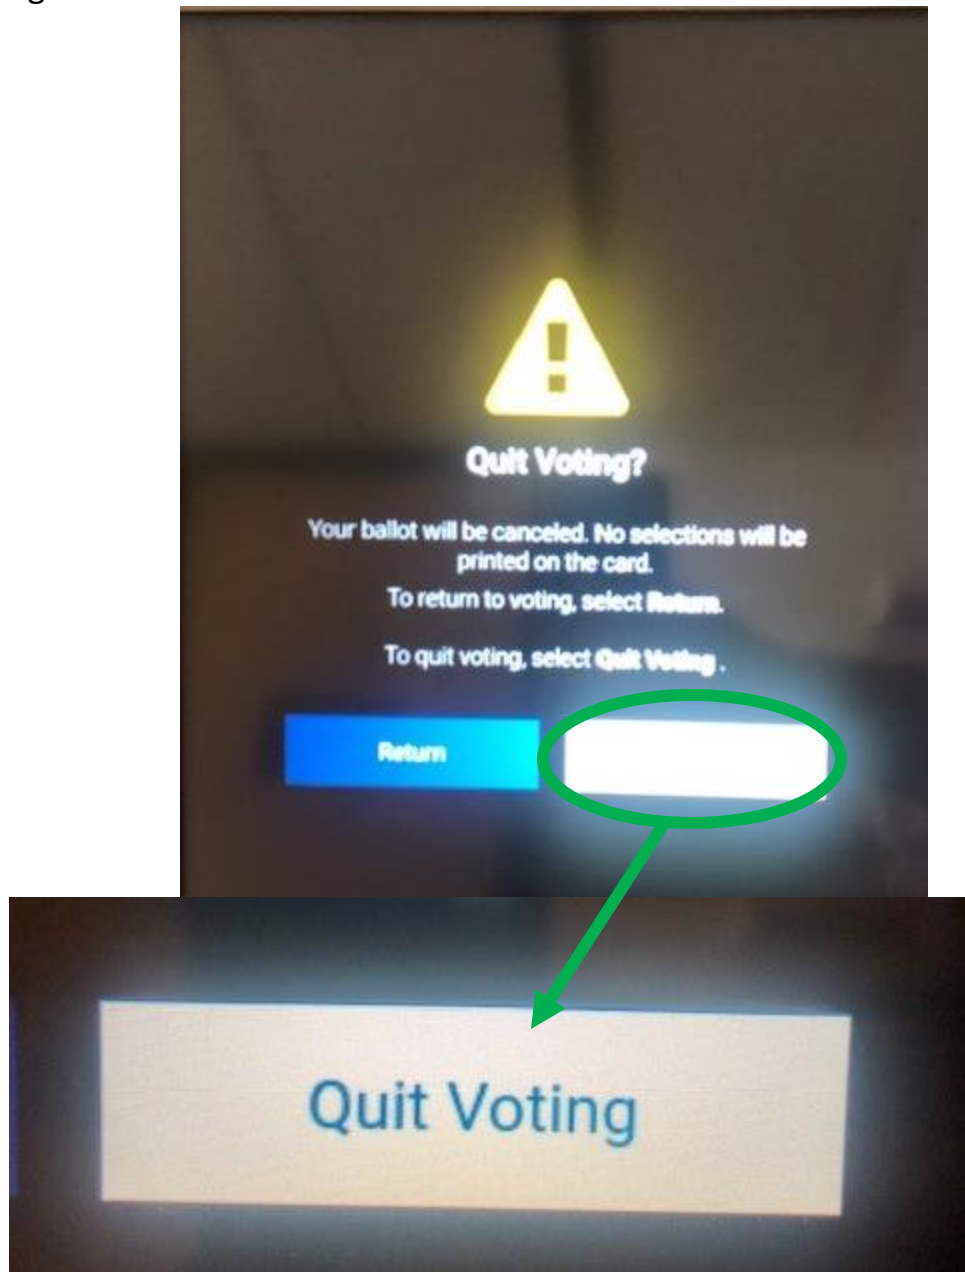 g
Quit Voting?
Your ballot will be canceled. No selections will be
printed on the card.
To return to voting, select Return.
To quit voting, select Quit Voting .
Return
Quit Voting